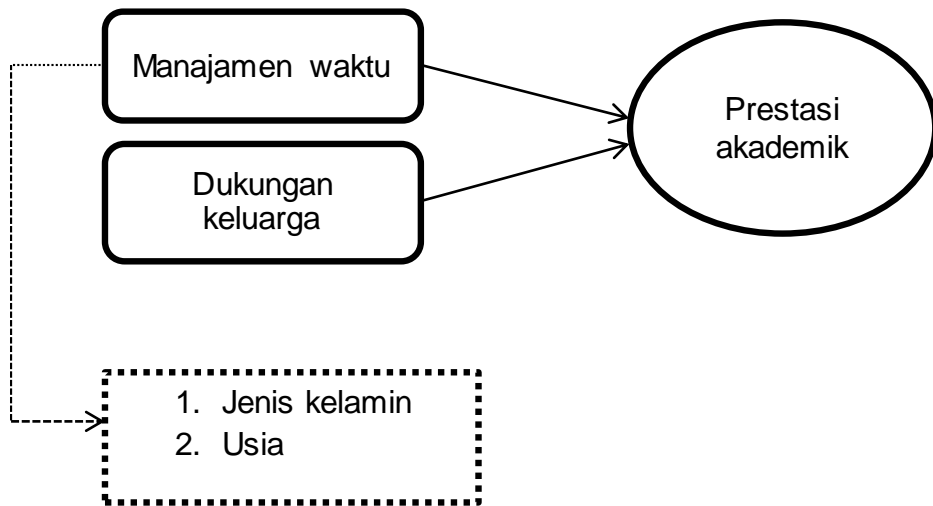 Manajamen waktu
Prestasi
akademik
Dukungan
keluarga
1. Jenis kelamin
2. Usia